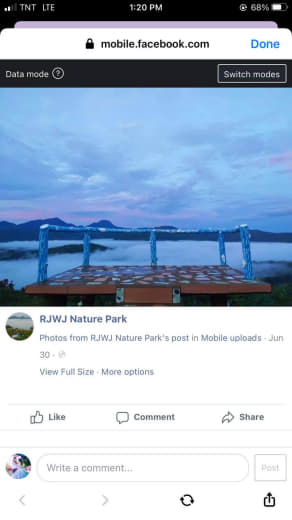 TNT LTE 1:20 PM 68%
mobile.facebook.com Done
Data mode ? Switch modes
RJWJ Nature Park
Photos from RJWJ Nature Park's post in Mobile uploads · Jun
30 ·
View Full Size · More options
Like Comment Share
Write a comment... Post